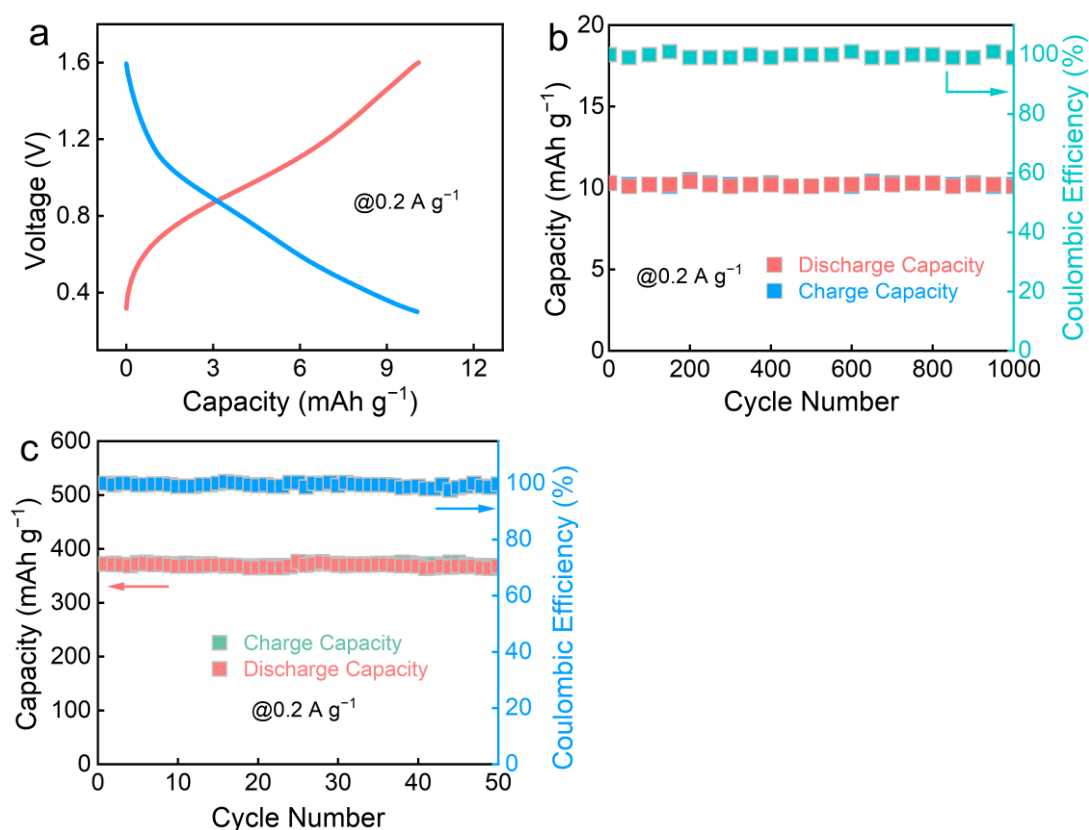 a
Voltage (V)
1.6
1.2
0.8
0.4
@0.2 A g⁻¹
0 3 6 9 12
Capacity (mAh g⁻¹)
b
Capacity (mAh g⁻¹)
20
15
10
5
0
100
80
60
40
20
0
Coulombic Efficiency (%)
Discharge Capacity
@0.2 A g⁻¹
Charge Capacity
0 200 400 600 800 1000
Cycle Number
c
Capacity (mAh g⁻¹)
600
500
400
300
200
100
0
100
80
60
40
20
0
Coulombic Efficiency (%)
Charge Capacity
Discharge Capacity
@0.2 A g⁻¹
0 10 20 30 40 50
Cycle Number